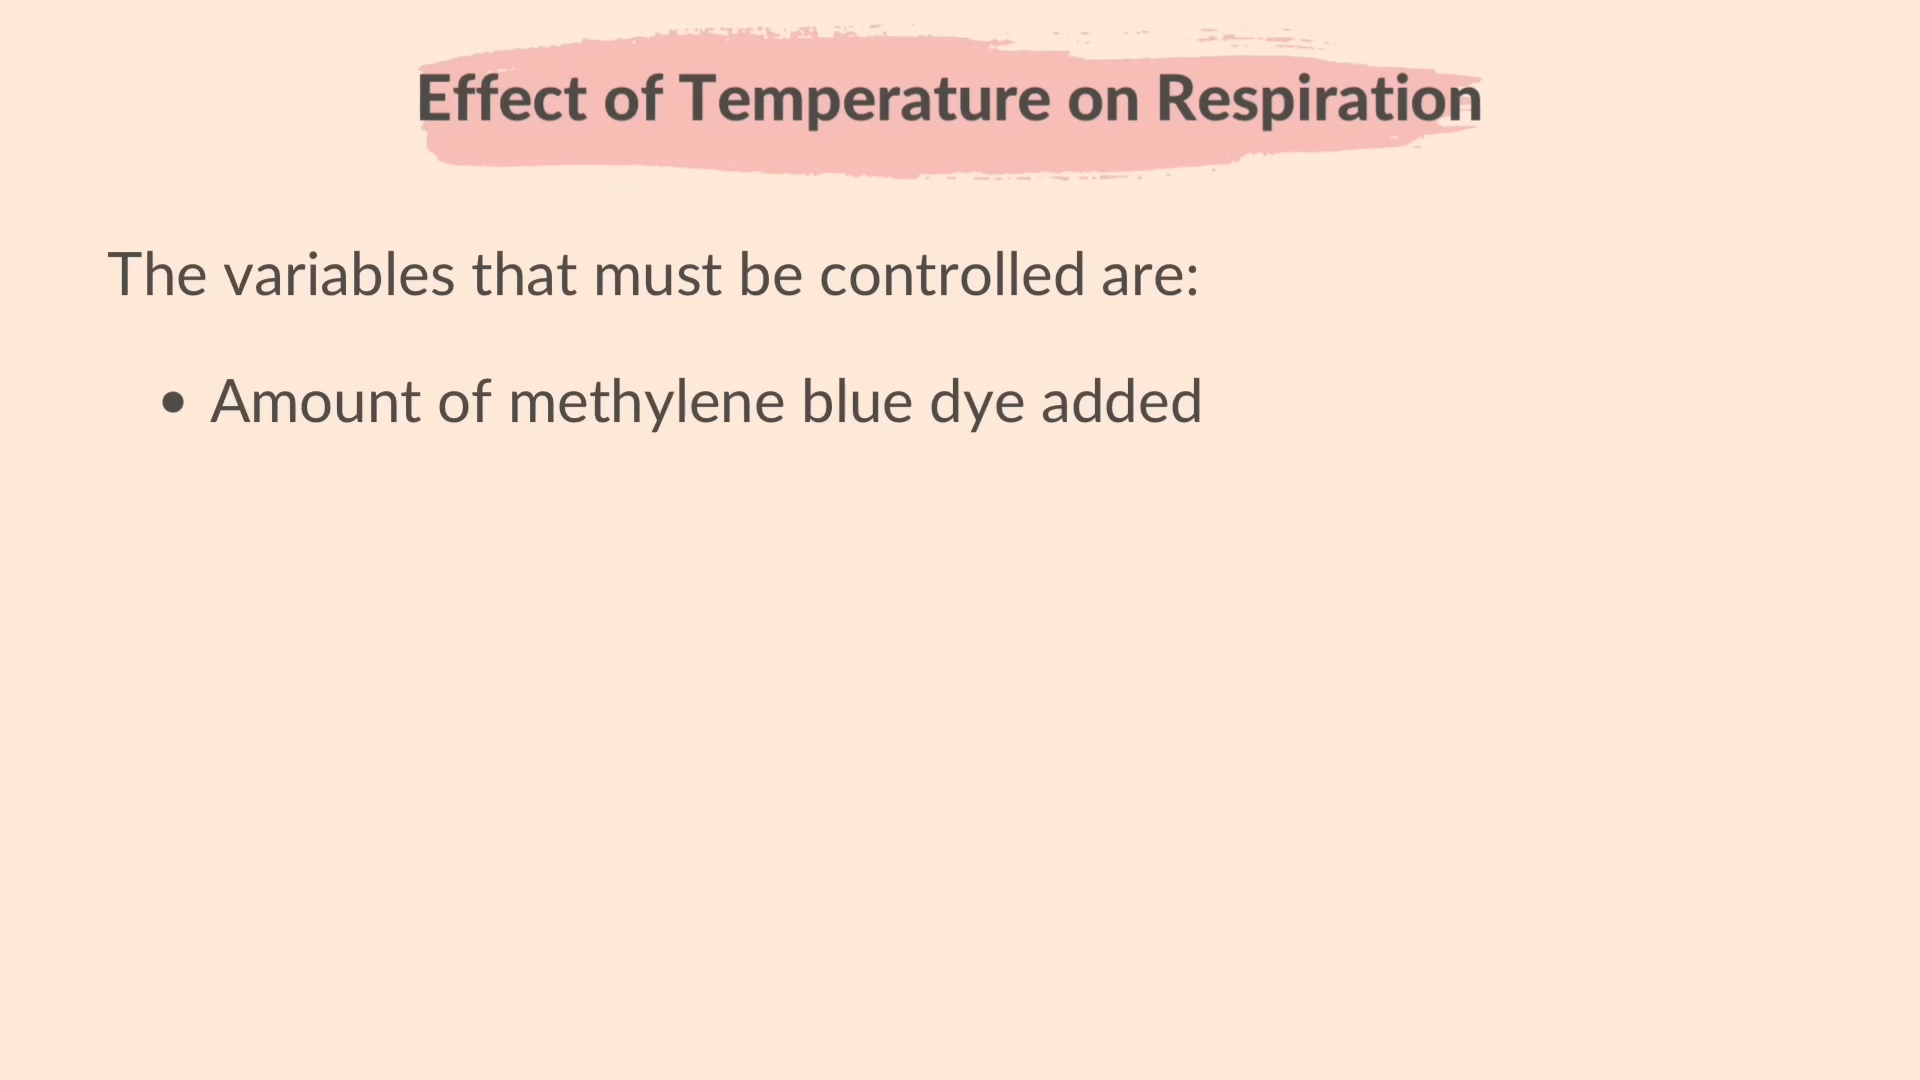 Effect of Temperature on Respiration
The variables that must be controlled are:
• Amount of methylene blue dye added